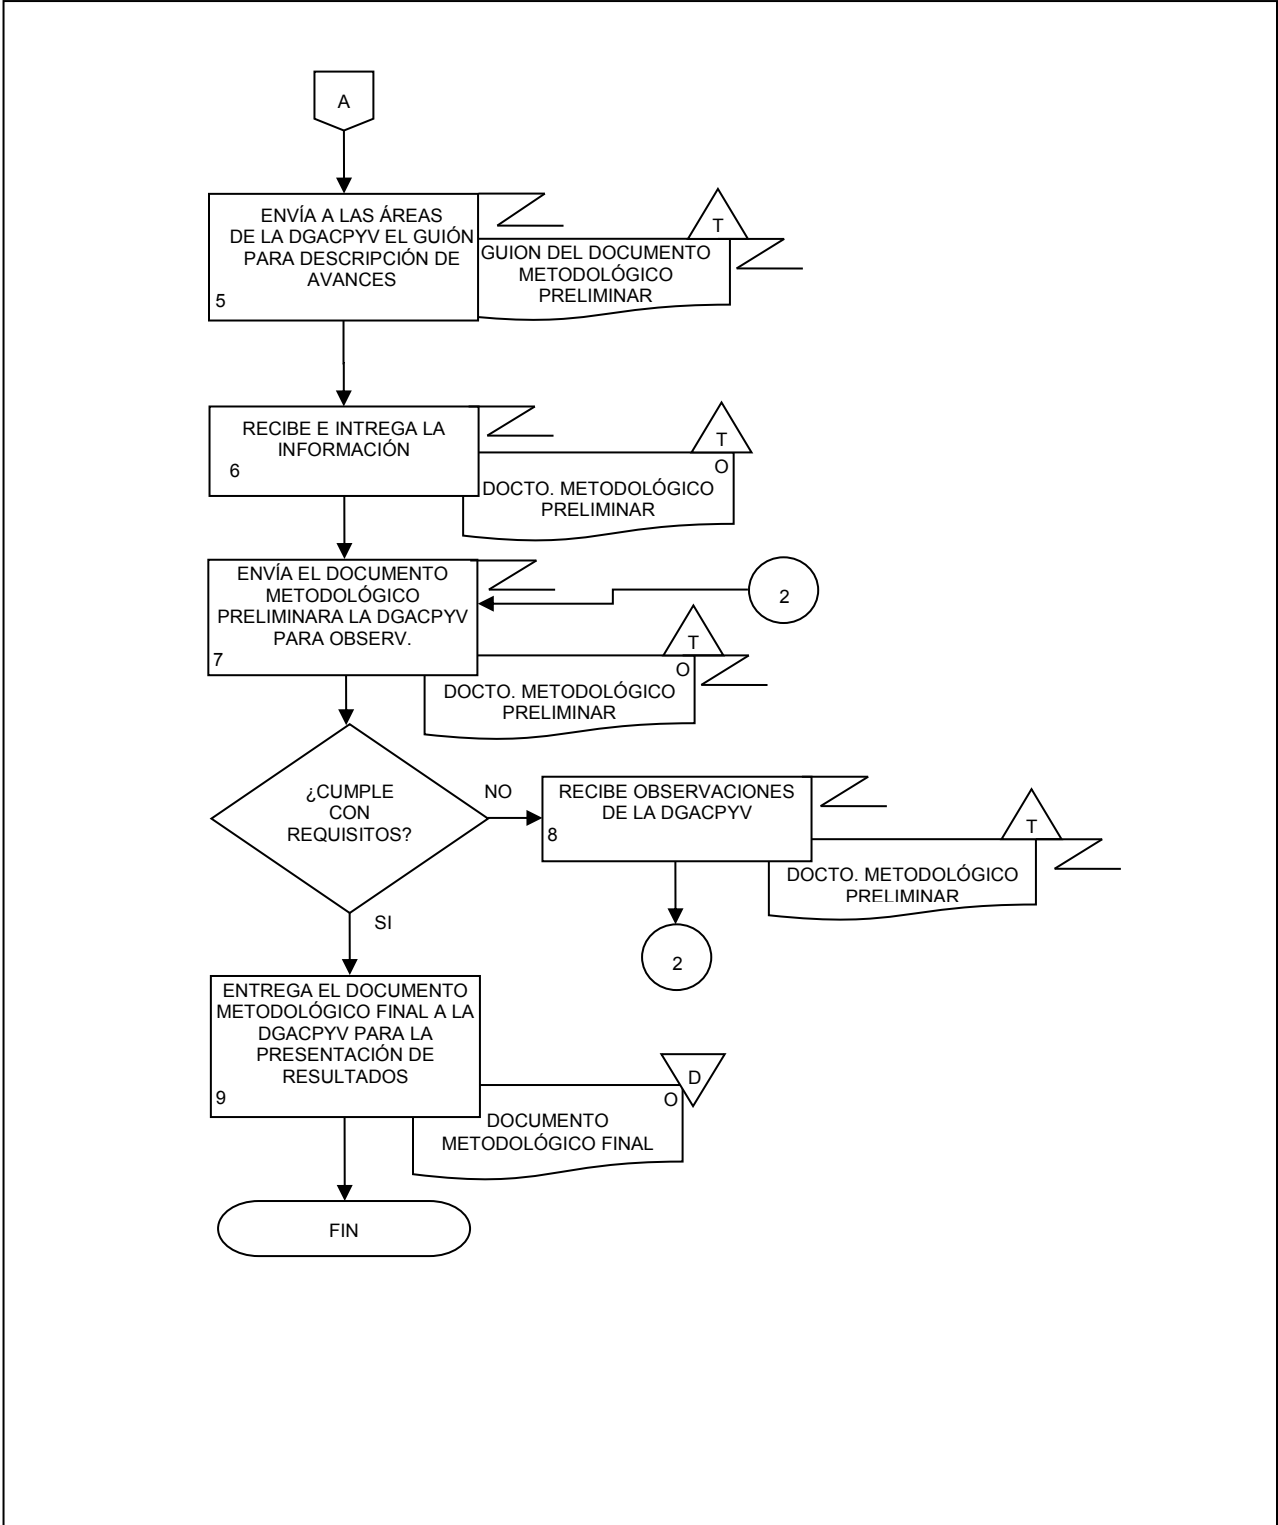 A
ENVÍA A LAS ÁREAS
DE LA DGACPYV EL GUIÓN
PARA DESCRIPCIÓN DE
AVANCES
5
T
GUION DEL DOCUMENTO
METODOLÓGICO
PRELIMINAR
RECIBE E INTREGA LA
INFORMACIÓN
6
T
O
DOCTO. METODOLÓGICO
PRELIMINAR
ENVÍA EL DOCUMENTO
METODOLÓGICO
PRELIMINARA LA DGACPYV
PARA OBSERV.
7
2
T
O
DOCTO. METODOLÓGICO
PRELIMINAR
¿CUMPLE
CON
REQUISITOS?
NO
RECIBE OBSERVACIONES
DE LA DGACPYV
8
T
DOCTO. METODOLÓGICO
PRELIMINAR
2
SI
ENTREGA EL DOCUMENTO
METODOLÓGICO FINAL A LA
DGACPYV PARA LA
PRESENTACIÓN DE
RESULTADOS
9
D
O
DOCUMENTO
METODOLÓGICO FINAL
FIN